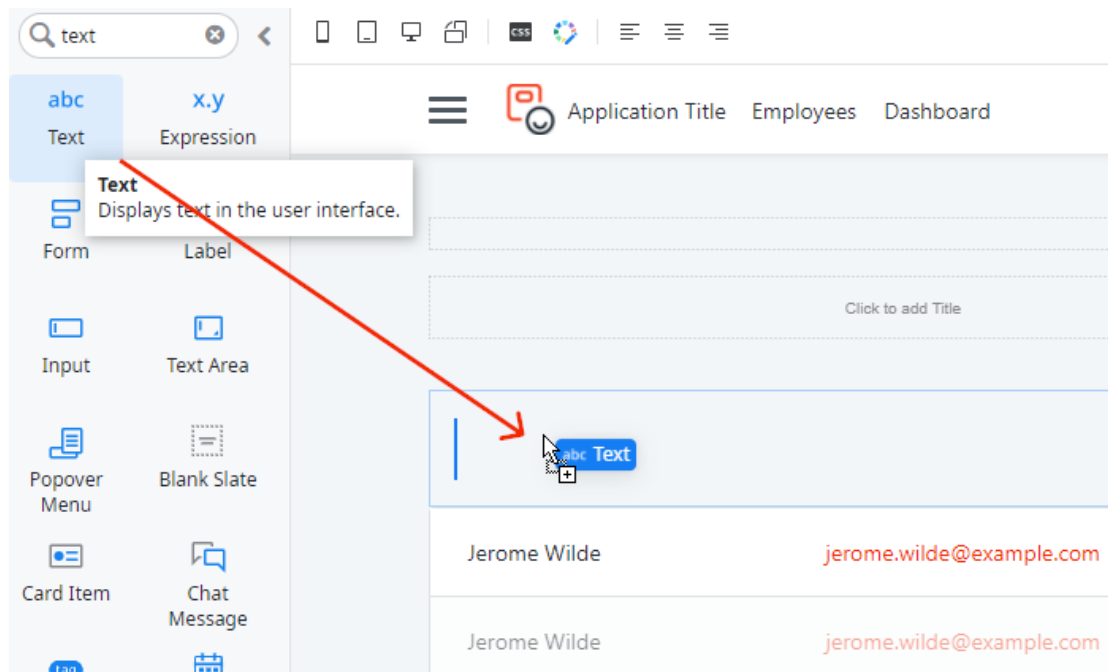 text
css
abc
Text
x.y
Expression
Text
Displays text in the user interface.
Form
Label
Input
Text Area
Popover
Menu
Blank Slate
Card Item
Chat
Message
tag
Application Title
Employees
Dashboard
Click to add Title
abc Text
Jerome Wilde
jerome.wilde@example.com
Jerome Wilde
jerome.wilde@example.com